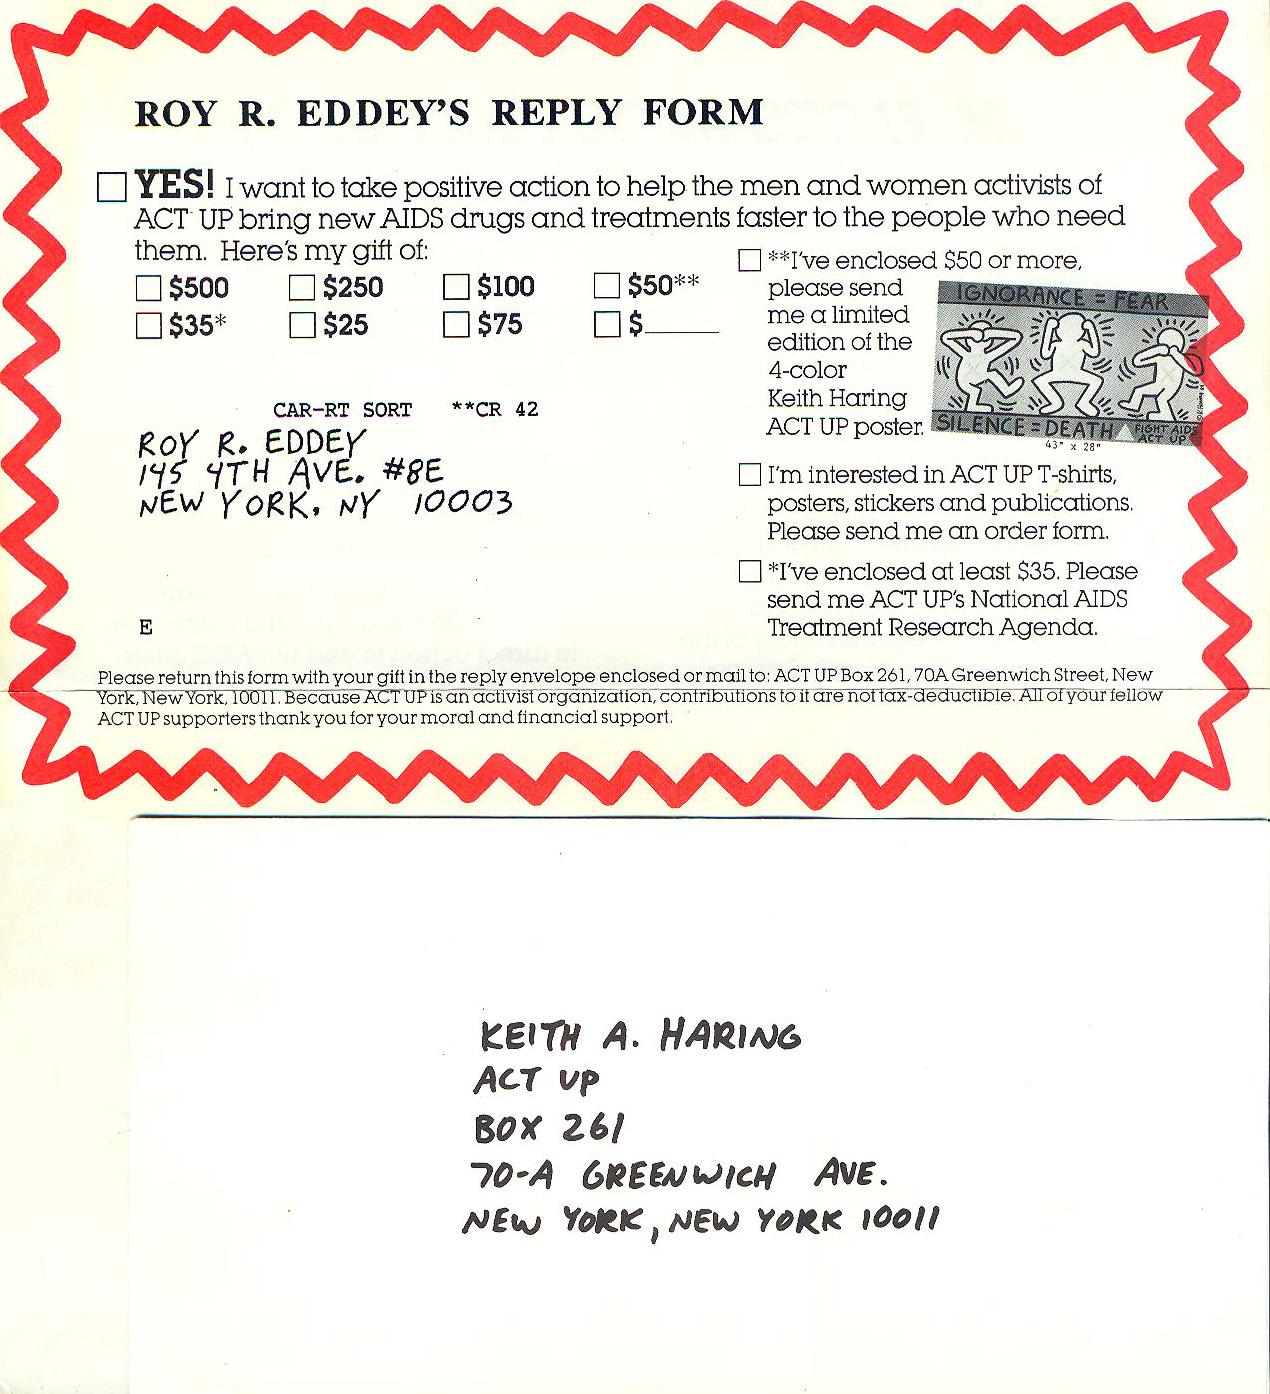 ROY R. EDDEY'S REPLY FORM
YES! I want to take positive action to help the men and women activists of
ACT UP bring new AIDS drugs and treatments faster to the people who need
them. Here's my gift of:
$500 $250 $100 $50**
$35* $25 $75 $____
CAR-RT SORT **CR 42
ROY R. EDDEY
145 4TH AVE. #8E
NEW YORK, NY 10003
E
**I've enclosed $50 or more,
please send
me a limited
edition of the
4-color
Keith Haring
ACT UP poster.
IGNORANCE = FEAR
SILENCE = DEATH FIGHT AIDS
ACT UP
43" x 28"
I'm interested in ACT UP T-shirts,
posters, stickers and publications.
Please send me an order form.
*I've enclosed at least $35. Please
send me ACT UP's National AIDS
Treatment Research Agenda.
Please return this form with your gift in the reply envelope enclosed or mail to: ACT UP Box 261, 70A Greenwich Street, New
York, New York, 10011. Because ACT UP is an activist organization, contributions to it are not tax-deductible. All of your fellow
ACT UP supporters thank you for your moral and financial support.
KEITH A. HARING
ACT UP
BOX 261
70-A GREENWICH AVE.
NEW YORK, NEW YORK 10011